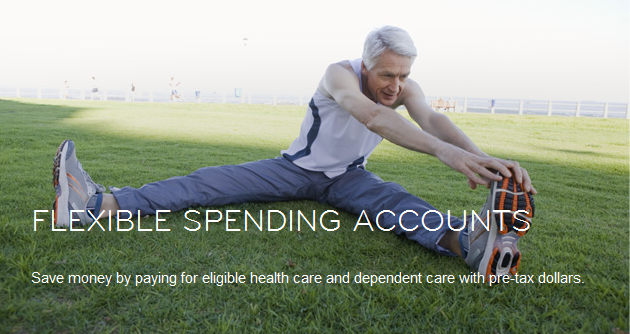 FLEXIBLE SPENDING ACCOUNTS
Save money by paying for eligible health care and dependent care with pre-tax dollars.